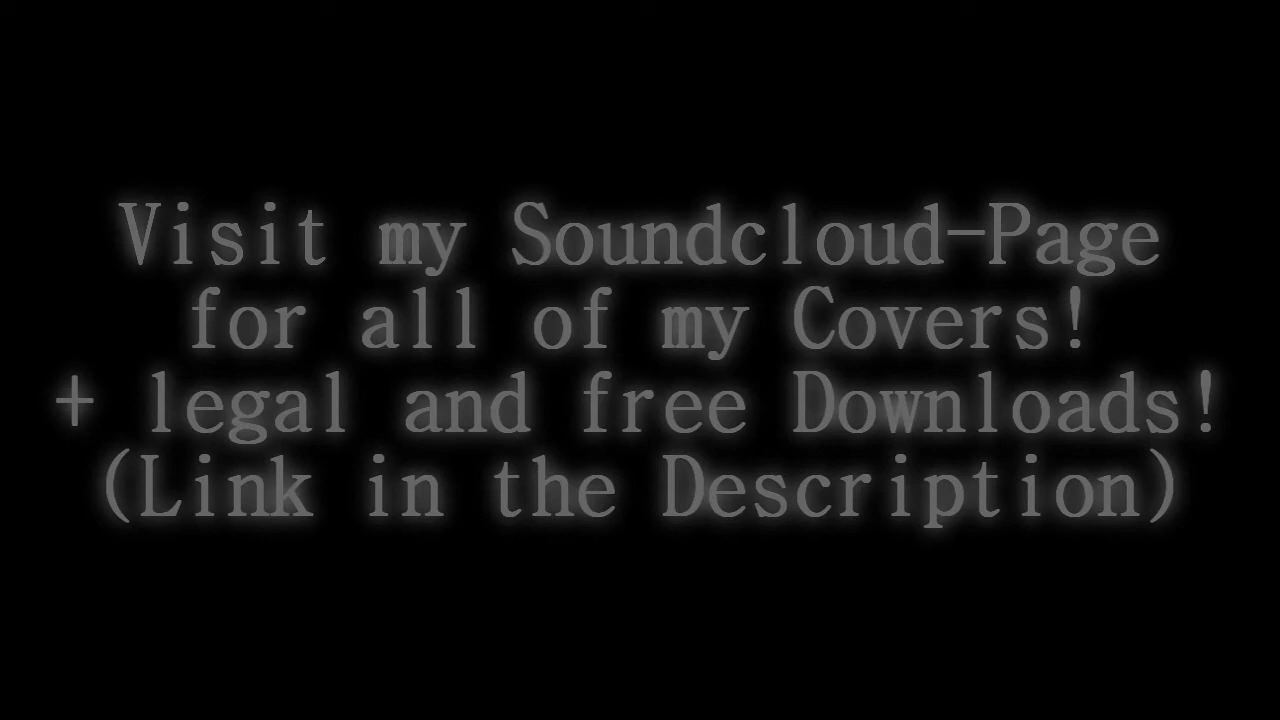 Visit my Soundcloud-Page
for all of my Covers!
+ legal and free Downloads!
(Link in the Description)